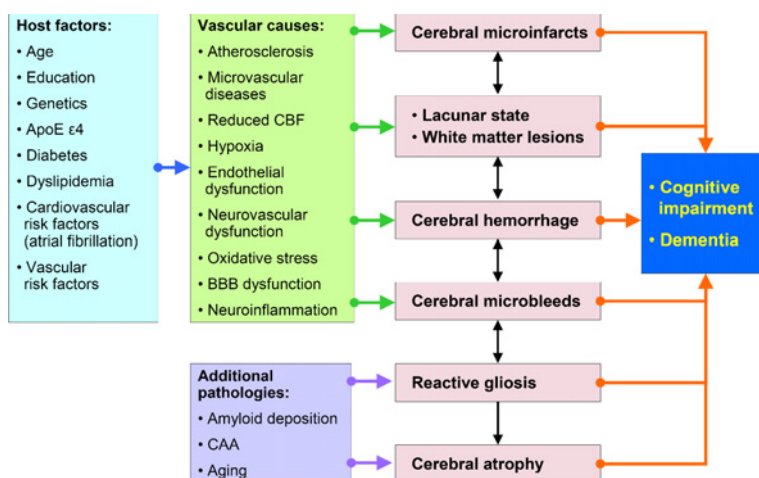 Host factors:
• Age
• Education
• Genetics
• ApoE ε4
• Diabetes
• Dyslipidemia
• Cardiovascular
risk factors
(atrial fibrillation)
• Vascular
risk factors
Vascular causes:
• Atherosclerosis
• Microvascular
diseases
• Reduced CBF
• Hypoxia
• Endothelial
dysfunction
• Neurovascular
dysfunction
• Oxidative stress
• BBB dysfunction
• Neuroinflammation
Additional
pathologies:
• Amyloid deposition
• CAA
• Aging
Cerebral microinfarcts
• Lacunar state
• White matter lesions
Cerebral hemorrhage
Cerebral microbleeds
Reactive gliosis
Cerebral atrophy
• Cognitive
impairment
• Dementia